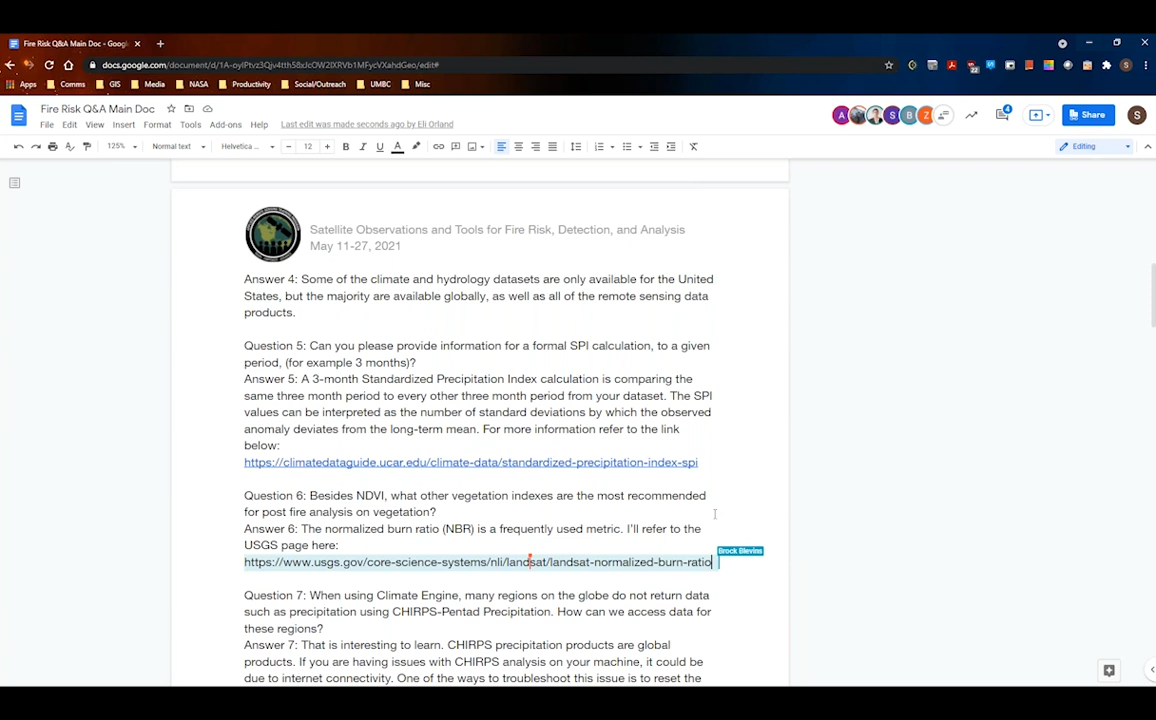 Fire Risk Q&A Main Doc - Googl
docs.google.com/document/d/
Apps Comms GIS Media NASA Productivity Social/Outreach UMBC Misc
Fire Risk Q&A Main Doc
File Edit View Insert Format Tools Add-ons Help Last edit was made seconds ago by Eli Orland
A S B Z 4 Share S
125% Normal text Helvetica ... 12 B I U A Editing
Satellite Observations and Tools for Fire Risk, Detection, and Analysis
May 11-27, 2021
Answer 4: Some of the climate and hydrology datasets are only available for the United
States, but the majority are available globally, as well as all of the remote sensing data
products.
Question 5: Can you please provide information for a formal SPI calculation, to a given
period, (for example 3 months)?
Answer 5: A 3-month Standardized Precipitation Index calculation is comparing the
same three month period to every other three month period from your dataset. The SPI
values can be interpreted as the number of standard deviations by which the observed
anomaly deviates from the long-term mean. For more information refer to the link
below:
https://climatedataguide.ucar.edu/climate-data/standardized-precipitation-index-spi
Question 6: Besides NDVI, what other vegetation indexes are the most recommended
for post fire analysis on vegetation?
Answer 6: The normalized burn ratio (NBR) is a frequently used metric. I'll refer to the
USGS page here:
Brock Blevins
https://www.usgs.gov/core-science-systems/nli/landsat/landsat-normalized-burn-ratio
Question 7: When using Climate Engine, many regions on the globe do not return data
such as precipitation using CHIRPS-Pentad Precipitation. How can we access data for
these regions?
Answer 7: That is interesting to learn. CHIRPS precipitation products are global
products. If you are having issues with CHIRPS analysis on your machine, it could be
due to internet connectivity. One of the ways to troubleshoot this issue is to reset the